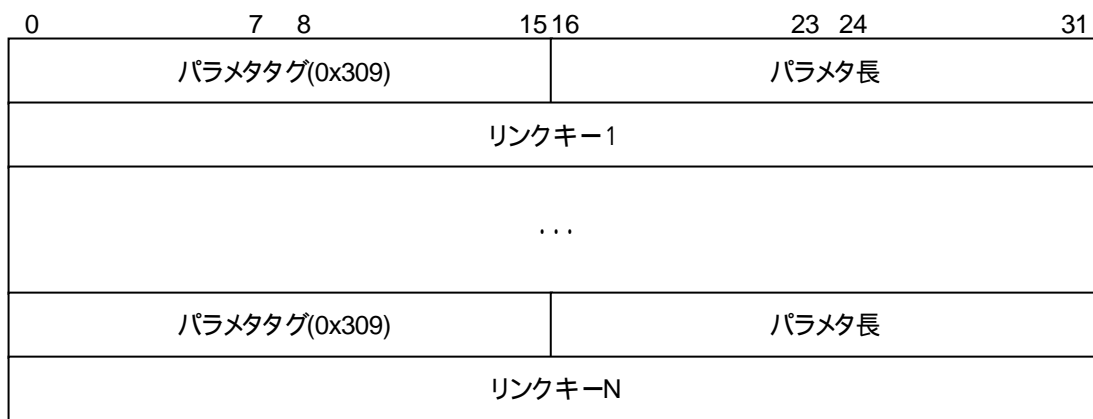 0 7 8 15 16 23 24 31
パラメタタグ(0x309) パラメタ長
リンクキー1
...
パラメタタグ(0x309) パラメタ長
リンクキーN